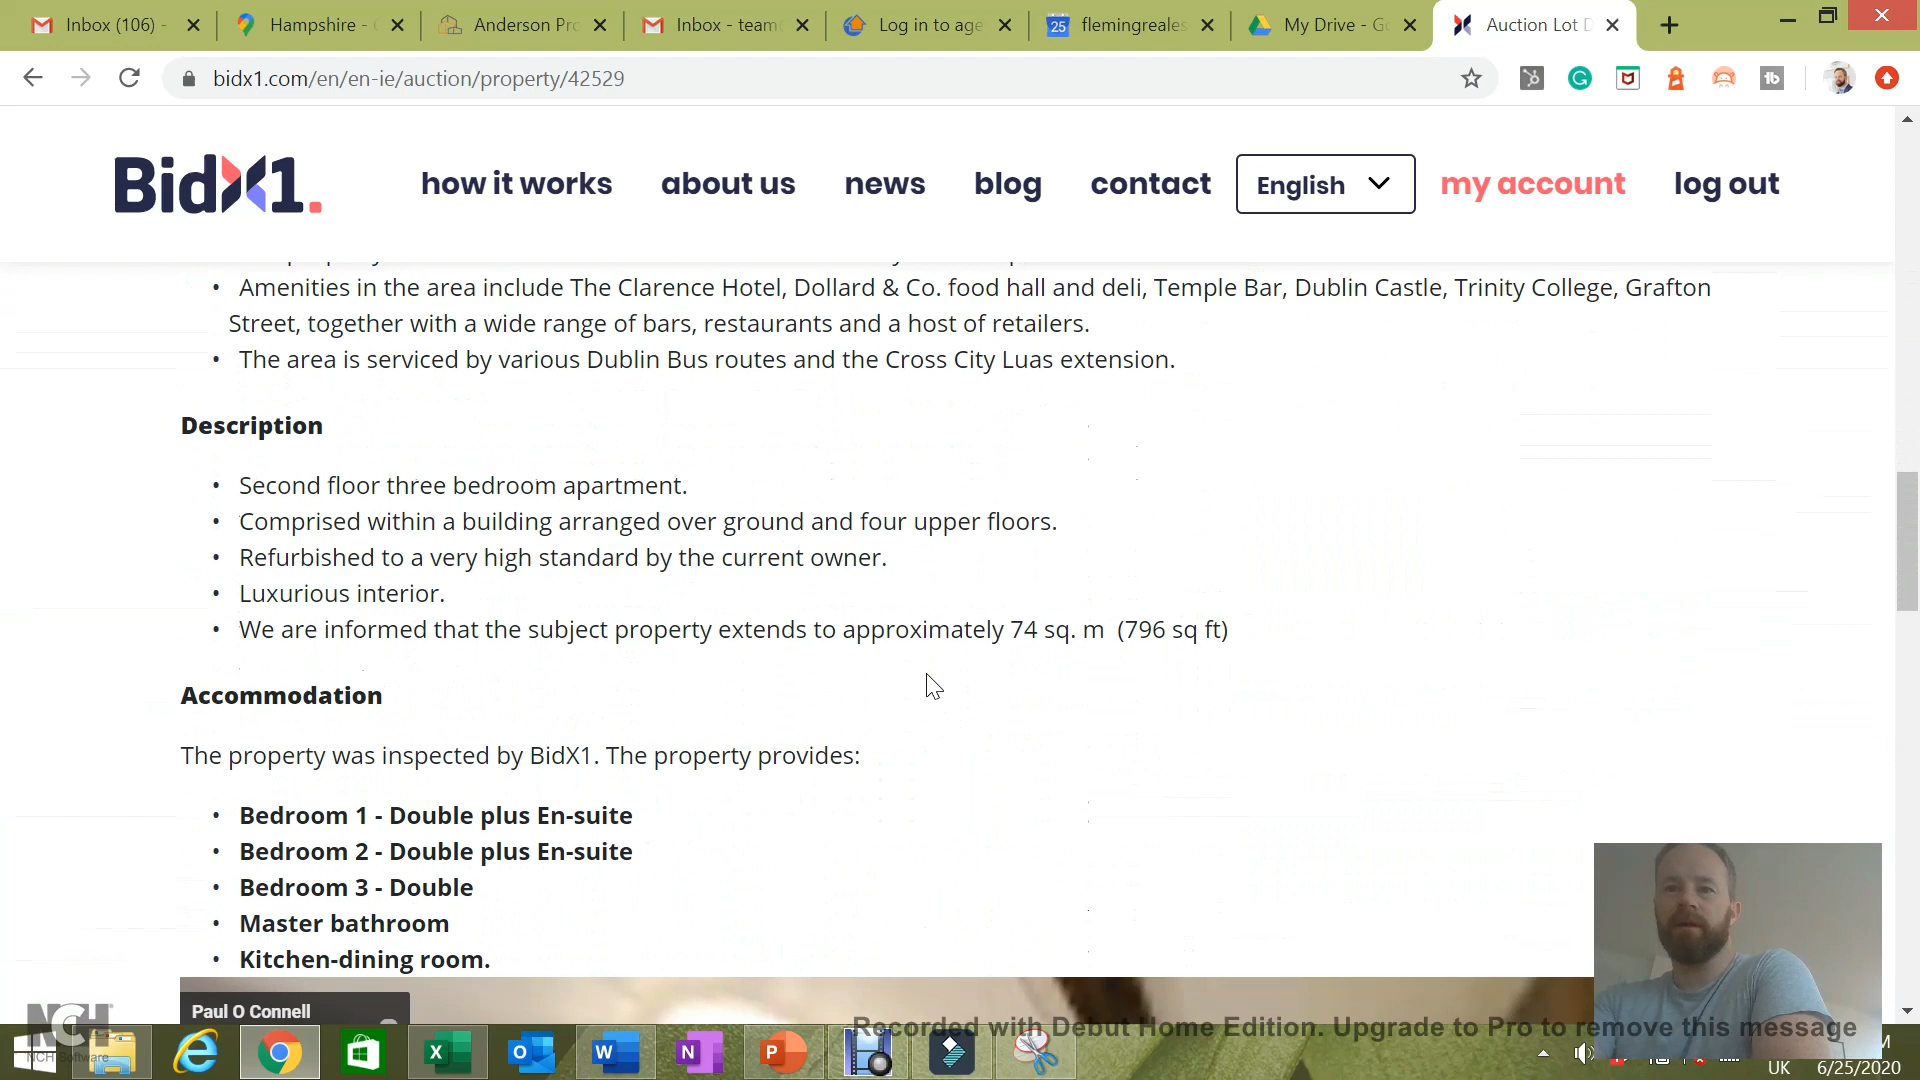 Inbox (106) -
Hampshire -
Anderson Pro
Inbox - team
Log in to age
25
flemingreales
My Drive - Go
Auction Lot D
bidx1.com/en/en-ie/auction/property/42529
BidX1.
how it works
about us
news
blog
contact
English
my account
log out
• Amenities in the area include The Clarence Hotel, Dollard & Co. food hall and deli, Temple Bar, Dublin Castle, Trinity College, Grafton
Street, together with a wide range of bars, restaurants and a host of retailers.
• The area is serviced by various Dublin Bus routes and the Cross City Luas extension.
Description
• Second floor three bedroom apartment.
• Comprised within a building arranged over ground and four upper floors.
• Refurbished to a very high standard by the current owner.
• Luxurious interior.
• We are informed that the subject property extends to approximately 74 sq. m (796 sq ft)
Accommodation
The property was inspected by BidX1. The property provides:
• Bedroom 1 - Double plus En-suite
• Bedroom 2 - Double plus En-suite
• Bedroom 3 - Double
• Master bathroom
• Kitchen-dining room.
Paul O Connell
NCH
NCH Software
Recorded with Debut Home Edition. Upgrade to Pro to remove this message
UK
6/25/2020